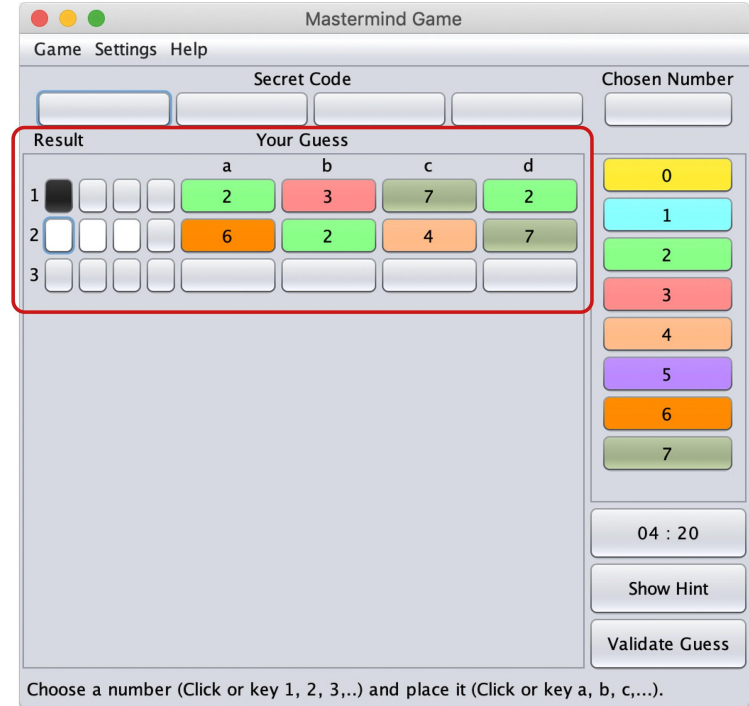 Mastermind Game
Game Settings Help
Secret Code Chosen Number
Result Your Guess
a b c d
1 2 3 7 2
2 6 2 4 7
3
0
1
2
3
4
5
6
7
04 : 20
Show Hint
Validate Guess
Choose a number (Click or key 1, 2, 3,..) and place it (Click or key a, b, c,...).